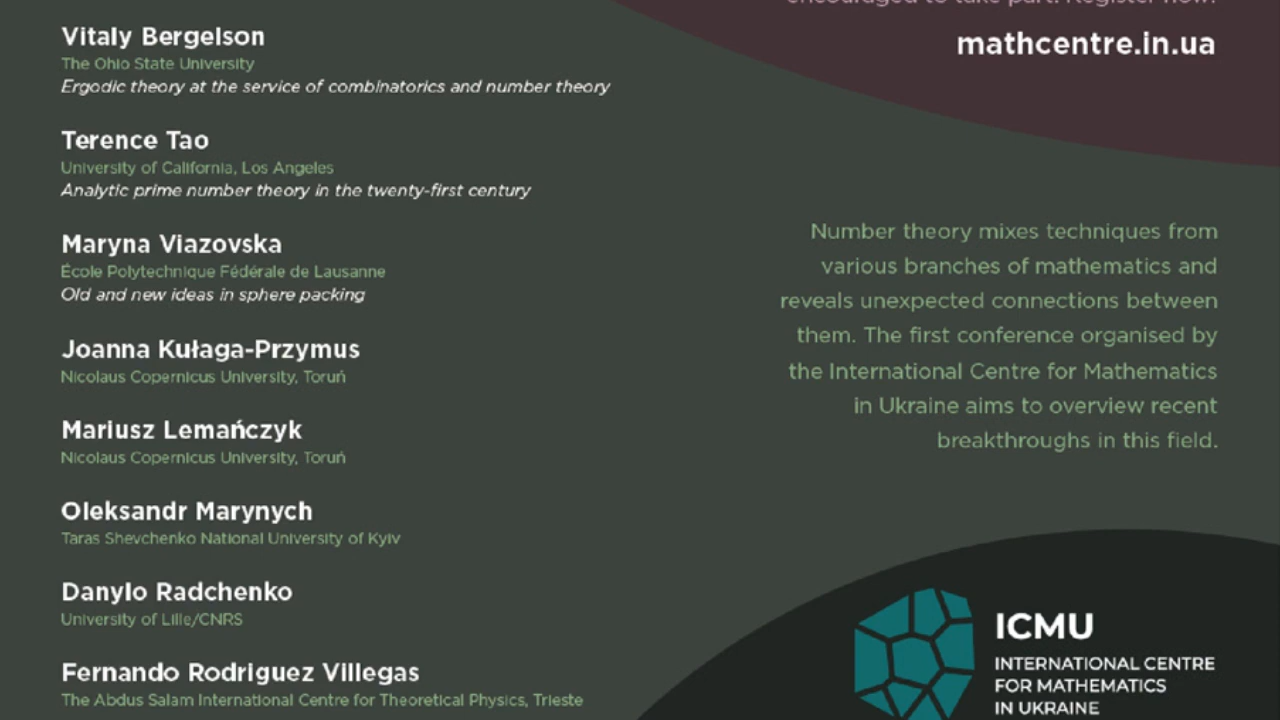 Vitaly Bergelson
The Ohio State University
Ergodic theory at the service of combinatorics and number theory
Terence Tao
University of California, Los Angeles
Analytic prime number theory in the twenty-first century
Maryna Viazovska
École Polytechnique Fédérale de Lausanne
Old and new ideas in sphere packing
Joanna Kułaga-Przymus
Nicolaus Copernicus University, Toruń
Mariusz Lemańczyk
Nicolaus Copernicus University, Toruń
Oleksandr Marynych
Taras Shevchenko National University of Kyiv
Danylo Radchenko
University of Lille/CNRS
Fernando Rodriguez Villegas
The Abdus Salam International Centre for Theoretical Physics, Trieste
encouraged to take part. Register now!
mathcentre.in.ua
Number theory mixes techniques from
various branches of mathematics and
reveals unexpected connections between
them. The first conference organised by
the International Centre for Mathematics
in Ukraine aims to overview recent
breakthroughs in this field.
ICMU
INTERNATIONAL CENTRE
FOR MATHEMATICS
IN UKRAINE